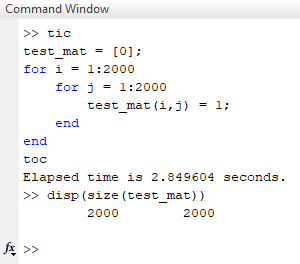 Command Window
>> tic
test_mat = [0];
for i = 1:2000
    for j = 1:2000
        test_mat(i,j) = 1;
    end
end
toc
Elapsed time is 2.849604 seconds.
>> disp(size(test_mat))
        2000        2000
fx >>